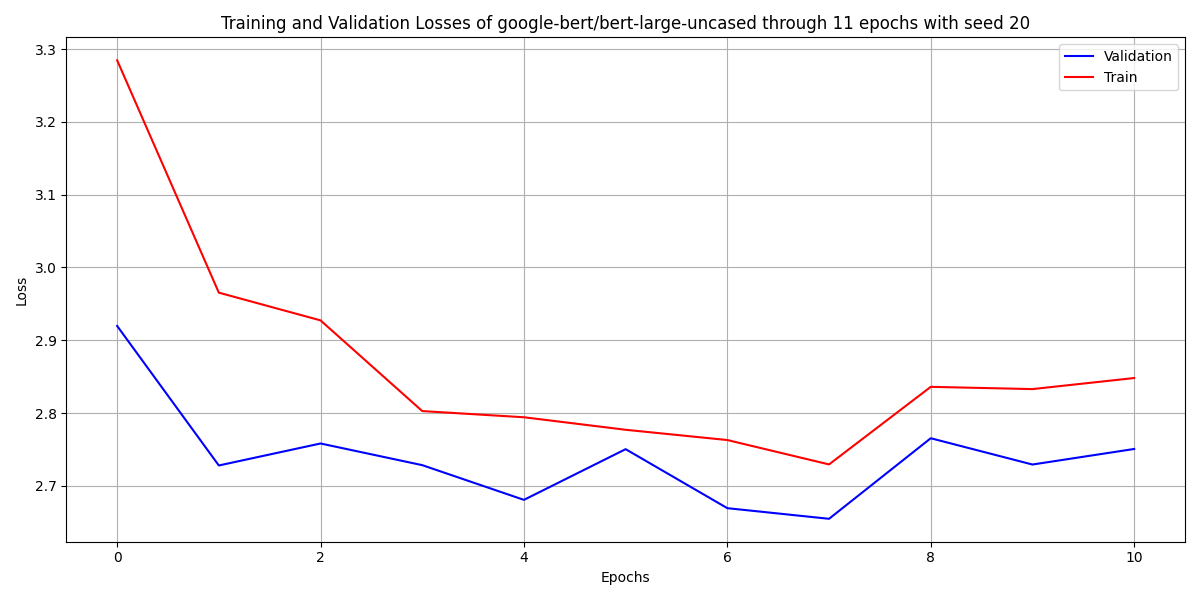 Training and Validation Losses of google-bert/bert-large-uncased through 11 epochs with seed 20
Validation
Train
3.3
3.2
3.1
3.0
2.9
2.8
2.7
Loss
0 2 4 6 8 10
Epochs